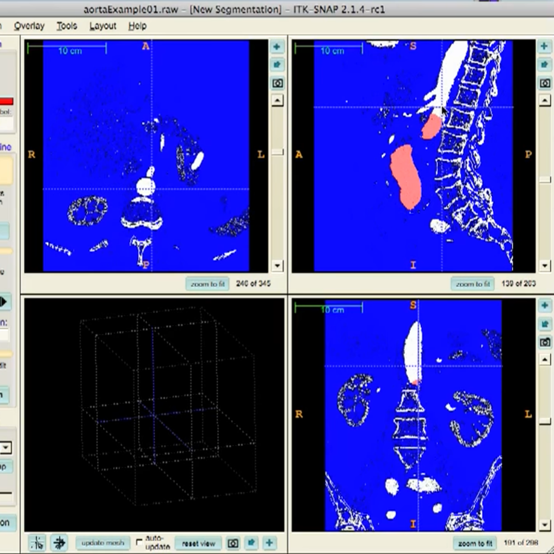 aortaExample01.raw – [New Segmentation] – ITK-SNAP 2.1.4-rc1
Overlay Tools Layout Help
10 cm
A
R
L
P
zoom to fit 240 of 345
10 cm
S
A
P
I
zoom to fit 139 of 203
update mesh auto-update reset view
10 cm
S
R
L
I
zoom to fit 191 of 296